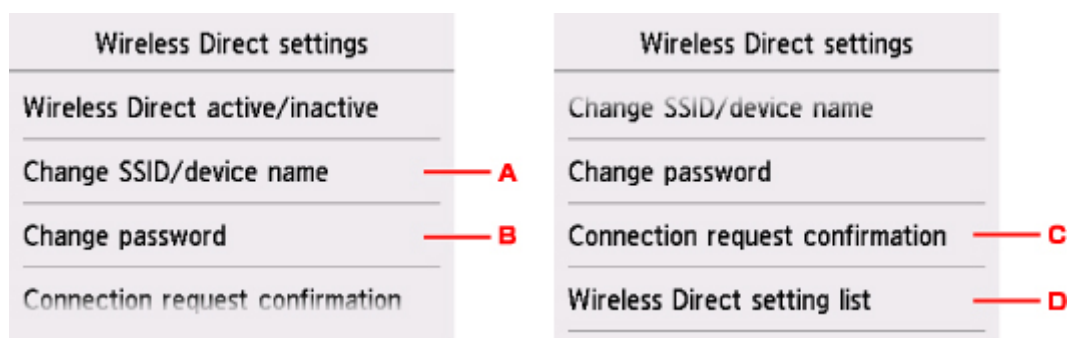 Wireless Direct settings
Wireless Direct active/inactive
Change SSID/device name
A
Change password
B
Connection request confirmation
Wireless Direct settings
Change SSID/device name
Change password
Connection request confirmation
C
Wireless Direct setting list
D